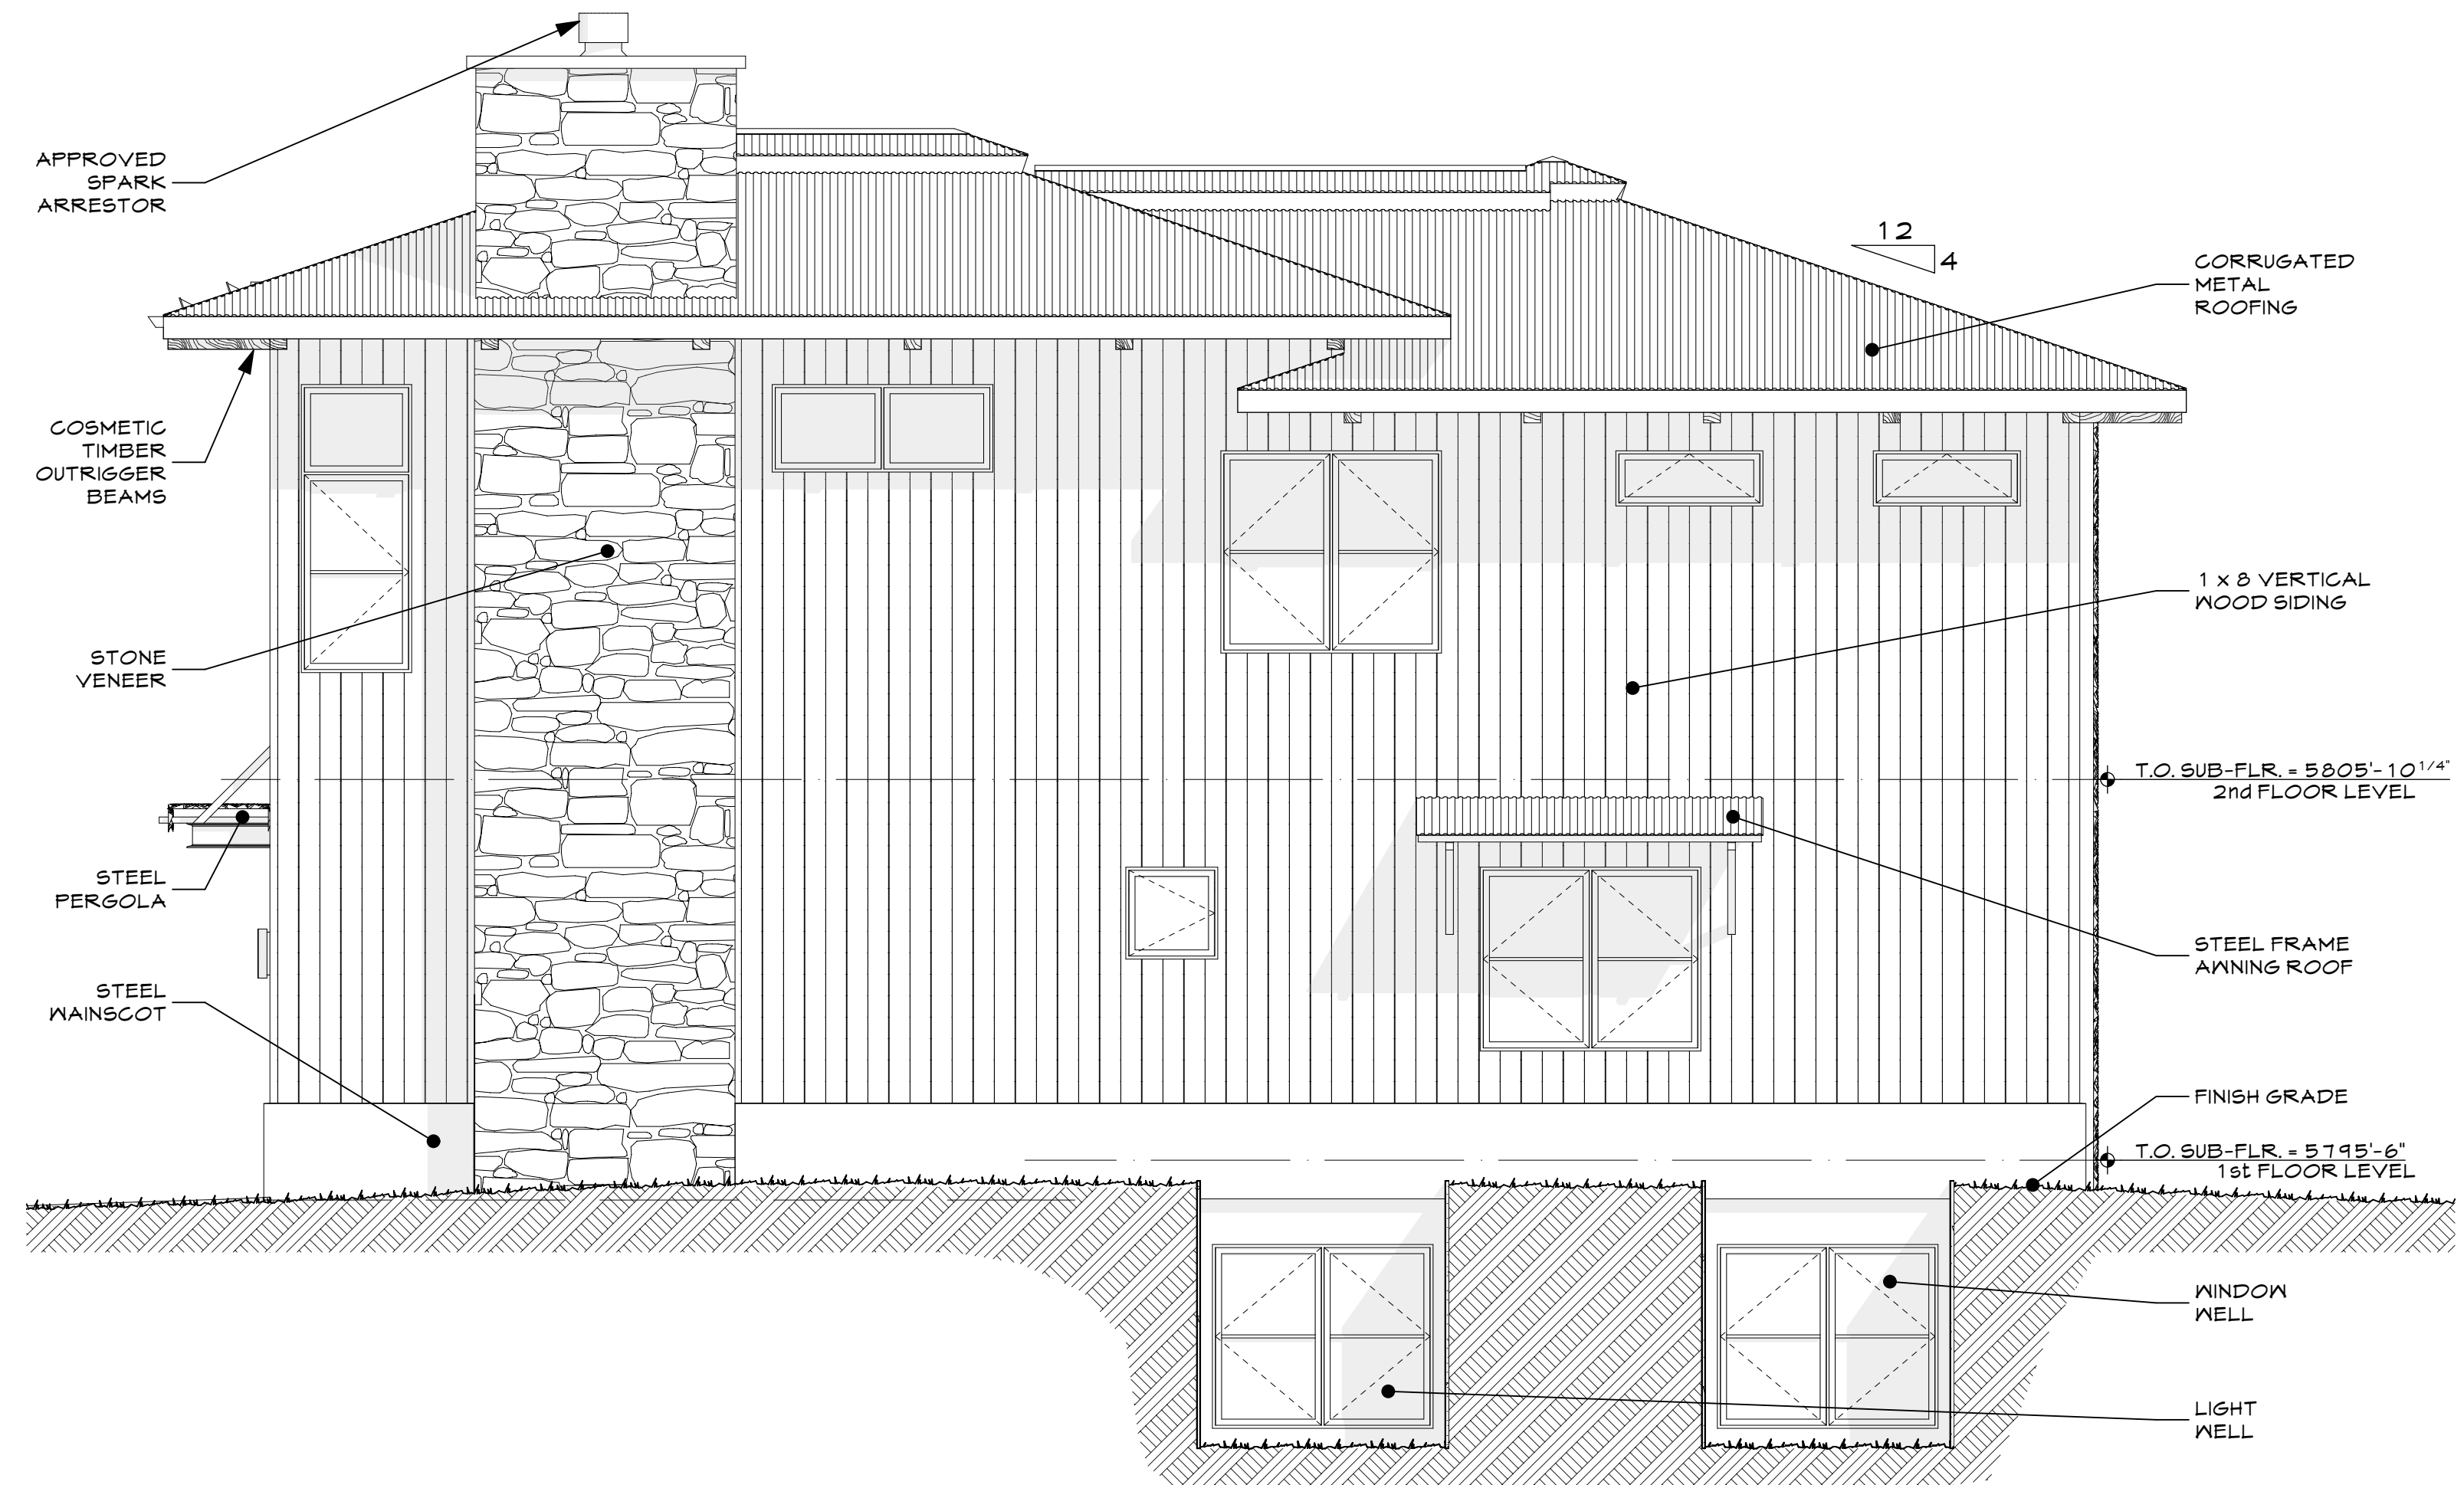 APPROVED
SPARK
ARRESTOR
COSMETIC
TIMBER
OUTRIGGER
BEAMS
STONE
VENEER
STEEL
PERGOLA
STEEL
WAINSCOT
12
4
CORRUGATED
METAL
ROOFING
1 x 8 VERTICAL
WOOD SIDING
T.O. SUB-FLR. = 5805'-10 1/4"
2nd FLOOR LEVEL
STEEL FRAME
AWNING ROOF
FINISH GRADE
T.O. SUB-FLR. = 5795'-6"
1st FLOOR LEVEL
WINDOW
WELL
LIGHT
WELL